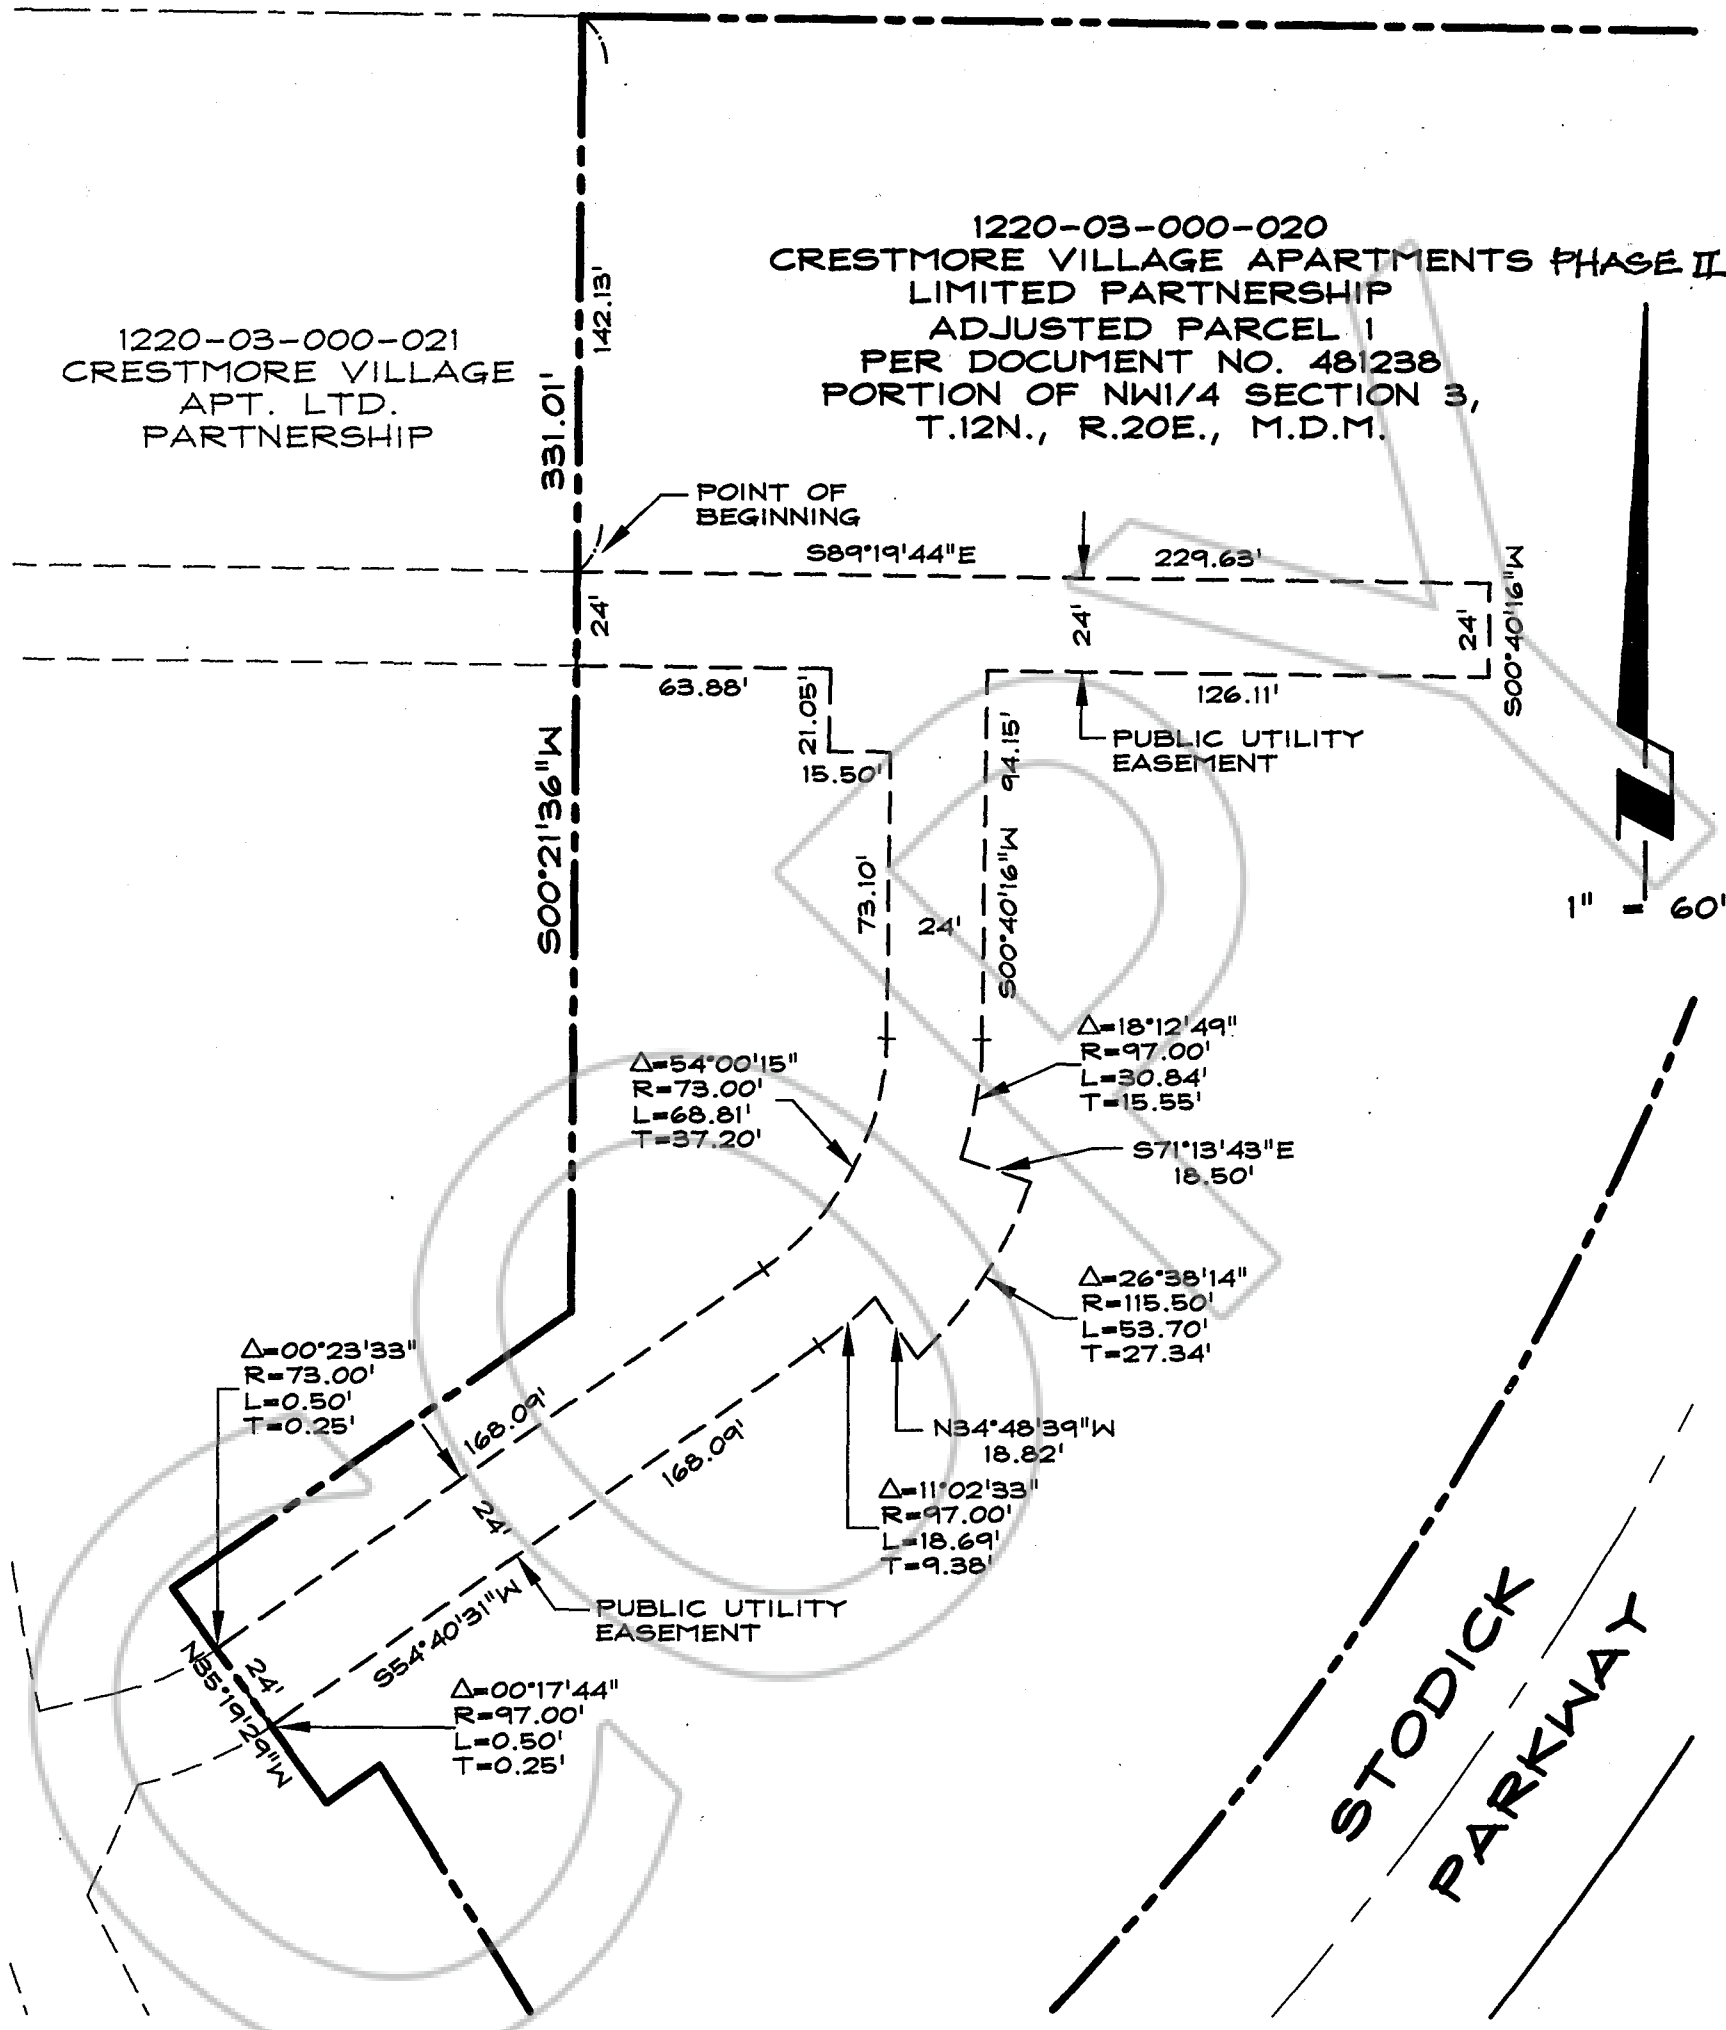 1220-03-000-020
CRESTMORE VILLAGE APARTMENTS PHASE II
LIMITED PARTNERSHIP
ADJUSTED PARCEL 1
PER DOCUMENT NO. 481238
PORTION OF NW1/4 SECTION 3,
T.12N., R.20E., M.D.M.
142.13'
331.01'
1220-03-000-021
CRESTMORE VILLAGE
APT. LTD.
PARTNERSHIP
POINT OF
BEGINNING
S89°19'44"E
229.63'
24'
24'
24'
S00°40'16"W
63.88'
21.05'
15.50'
126.11'
PUBLIC UTILITY
EASEMENT
S00°21'36"W
94.15'
S00°40'16"W
73.10'
24'
1" = 60'
Δ=18°12'49"
R=97.00'
L=30.84'
T=15.55'
Δ=54°00'15"
R=73.00'
L=68.81'
T=37.20'
S71°13'43"E
18.50'
Δ=26°38'14"
R=115.50'
L=53.70'
T=27.34'
Δ=00°23'33"
R=73.00'
L=0.50'
T=0.25'
168.09'
168.09'
24'
N34°48'39"W
18.82'
Δ=11°02'33"
R=97.00'
L=18.69'
T=9.38'
PUBLIC UTILITY
EASEMENT
S54°40'31"W
24'
N35°19'29"W
Δ=00°17'44"
R=97.00'
L=0.50'
T=0.25'
STODICK
PARKWAY
COPY